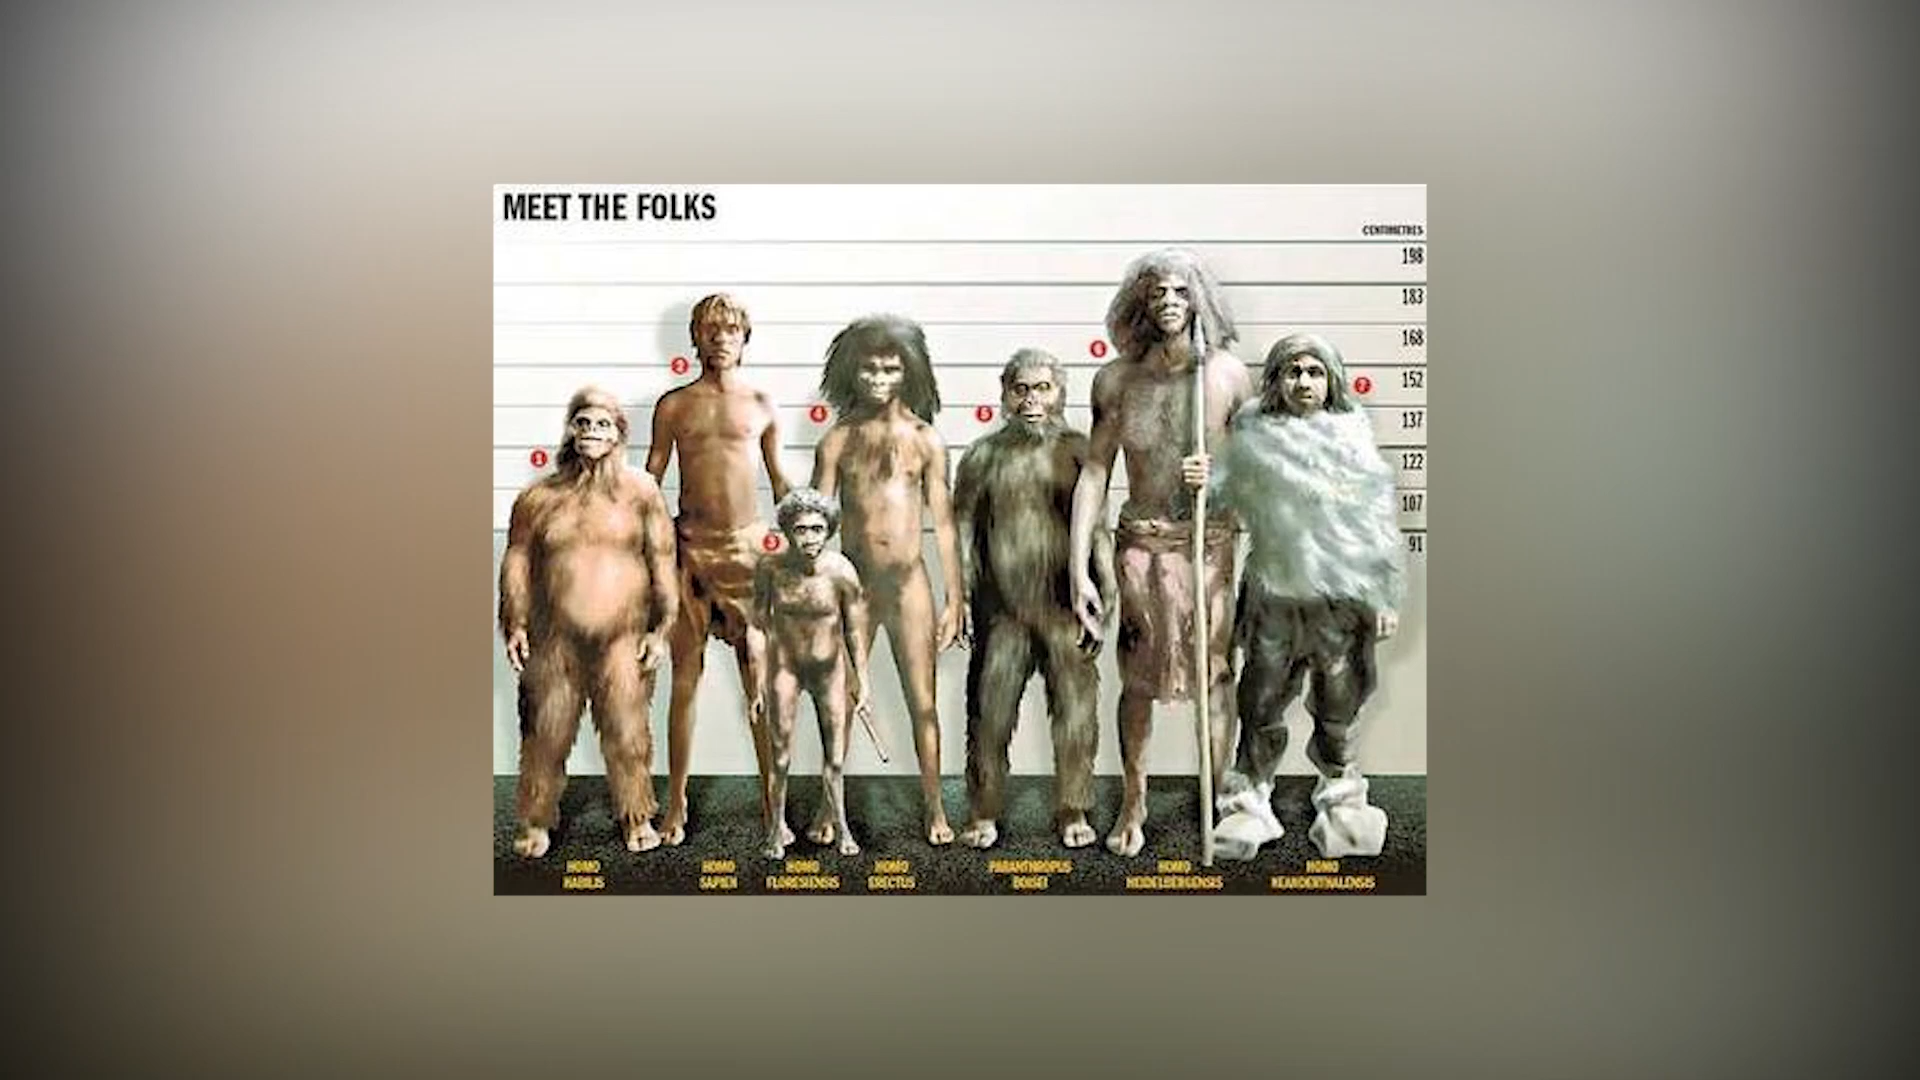 MEET THE FOLKS
CENTIMETRES
198
183
168
152
137
122
107
91
1
2
3
4
5
6
7
HOMO
HABILIS
HOMO
SAPIEN
HOMO
FLORESIENSIS
HOMO
ERECTUS
PARANTHROPUS
BOISEI
HOMO
HEIDELBERGENSIS
HOMO
NEANDERTHALENSIS